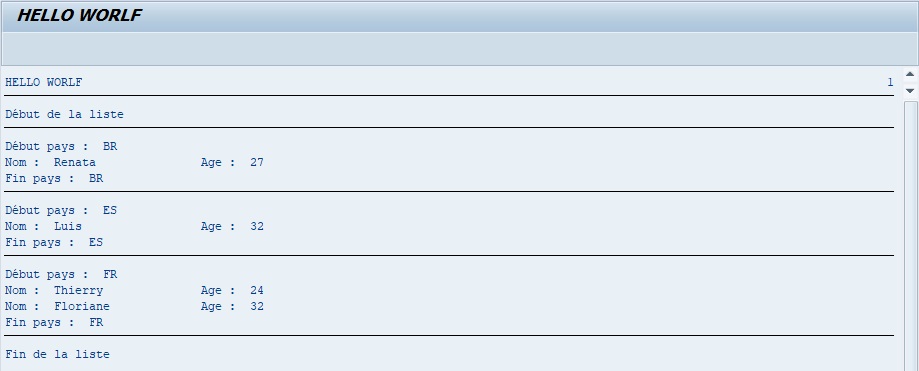 HELLO WORLF
HELLO WORLF 1
Début de la liste
Début pays : BR
Nom : Renata Age : 27
Fin pays : BR
Début pays : ES
Nom : Luis Age : 32
Fin pays : ES
Début pays : FR
Nom : Thierry Age : 24
Nom : Floriane Age : 32
Fin pays : FR
Fin de la liste